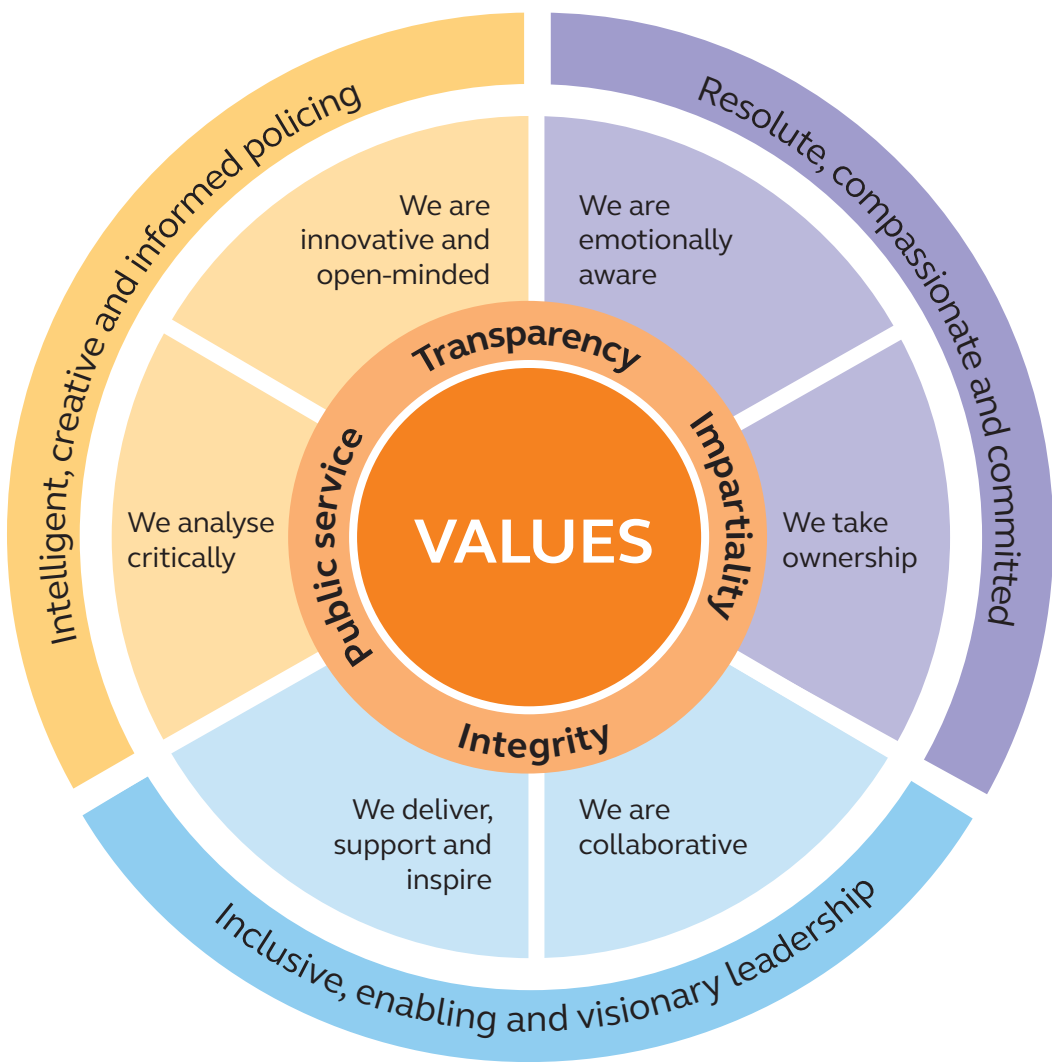 Intelligent, creative and informed policing
Resolute, compassionate and committed
We are
innovative and
open-minded
We are
emotionally
aware
Transparency
Public service
VALUES
Impartiality
We analyse
critically
We take
ownership
Integrity
We deliver,
support and
inspire
We are
collaborative
Inclusive, enabling and visionary leadership